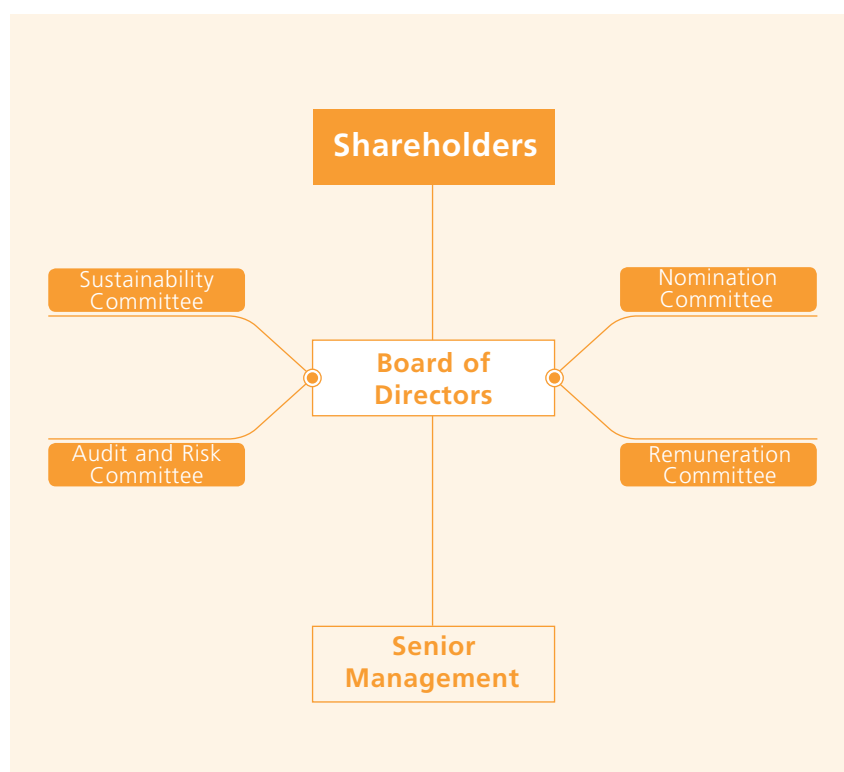 Shareholders
Sustainability
Committee
Nomination
Committee
Board of
Directors
Audit and Risk
Committee
Remuneration
Committee
Senior
Management